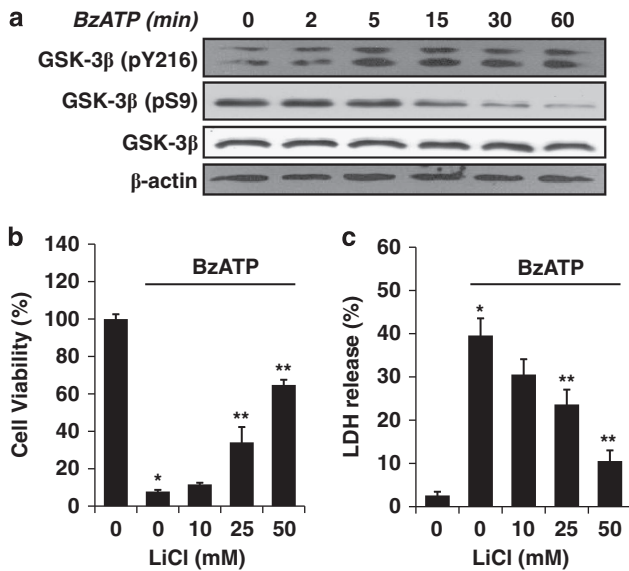 a
BzATP (min) 0 2 5 15 30 60
GSK-3β (pY216)
GSK-3β (pS9)
GSK-3β
β-actin
b
140
120
100
80
60
40
20
0
Cell Viability (%)
BzATP
*
**
**
0 0 10 25 50
LiCl (mM)
c
60
50
40
30
20
10
0
LDH release (%)
BzATP
*
**
**
0 0 10 25 50
LiCl (mM)